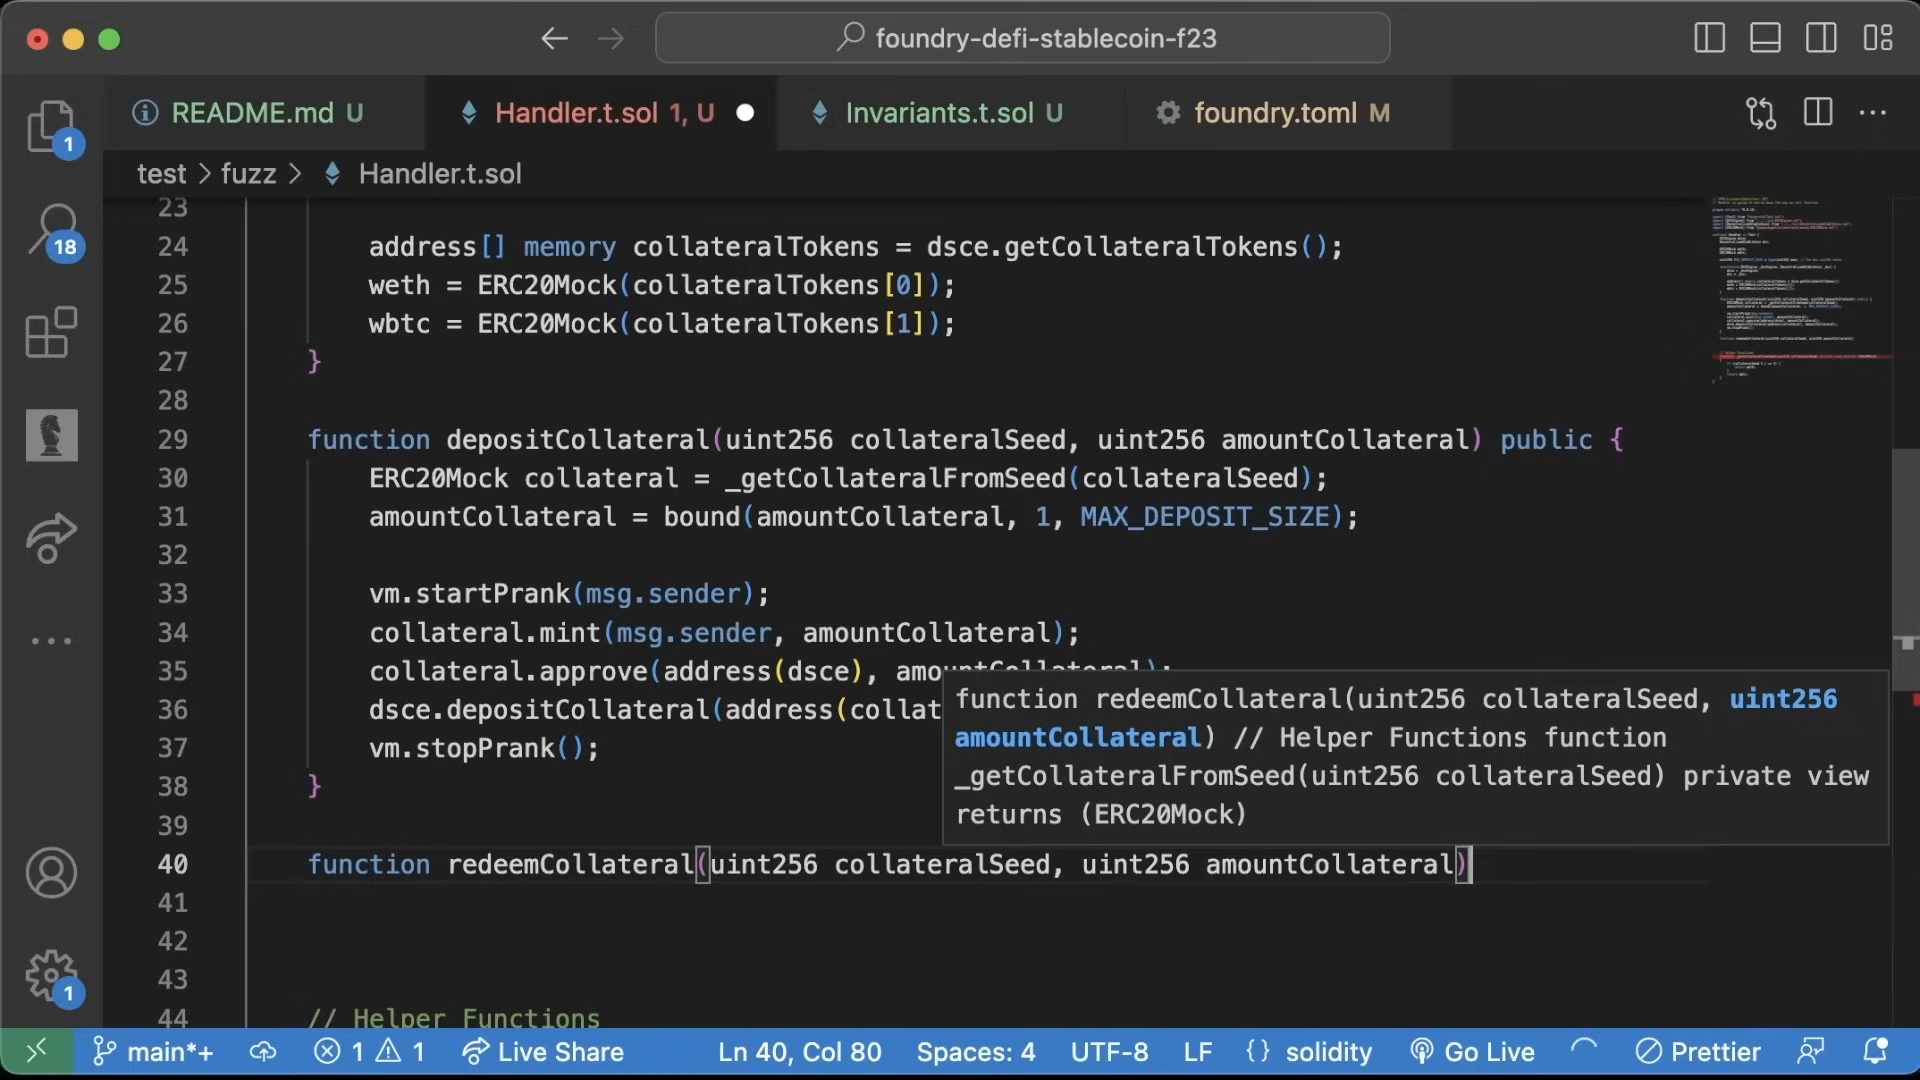 foundry-defi-stablecoin-f23
README.md U
Handler.t.sol 1, U
Invariants.t.sol U
foundry.toml M
test > fuzz > Handler.t.sol
1
18
1
23
24 address[] memory collateralTokens = dsce.getCollateralTokens();
25 weth = ERC20Mock(collateralTokens[0]);
26 wbtc = ERC20Mock(collateralTokens[1]);
27 }
28
29 function depositCollateral(uint256 collateralSeed, uint256 amountCollateral) public {
30 ERC20Mock collateral = _getCollateralFromSeed(collateralSeed);
31 amountCollateral = bound(amountCollateral, 1, MAX_DEPOSIT_SIZE);
32
33 vm.startPrank(msg.sender);
34 collateral.mint(msg.sender, amountCollateral);
35 collateral.approve(address(dsce), amountCollateral);
36 dsce.depositCollateral(address(collat
37 vm.stopPrank();
38 }
39
function redeemCollateral(uint256 collateralSeed, uint256
amountCollateral) // Helper Functions function
_getCollateralFromSeed(uint256 collateralSeed) private view
returns (ERC20Mock)
40 function redeemCollateral(uint256 collateralSeed, uint256 amountCollateral)
41
42
43
44 // Helper Functions
main*+ 1 1 Live Share Ln 40, Col 80 Spaces: 4 UTF-8 LF {} solidity Go Live Prettier